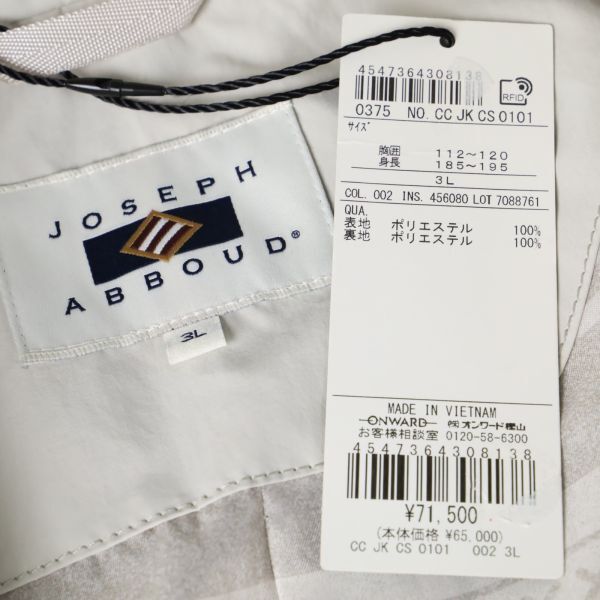 JOSEPH
ABBOUD®
3L
4547364308138
RFID
0375 NO. CC JK CS 0101
サイズ
胸囲 112~120
身長 185~195
3L
COL. 002 INS. 456080 LOT 7088761
QUA.
表地 ポリエステル 100%
裏地 ポリエステル 100%
MADE IN VIETNAM
ONWARD ㈱オンワード樫山
お客様相談室 0120-58-6300
4547364308138
¥71,500
(本体価格 ¥65,000)
CC JK CS 0101 002 3L